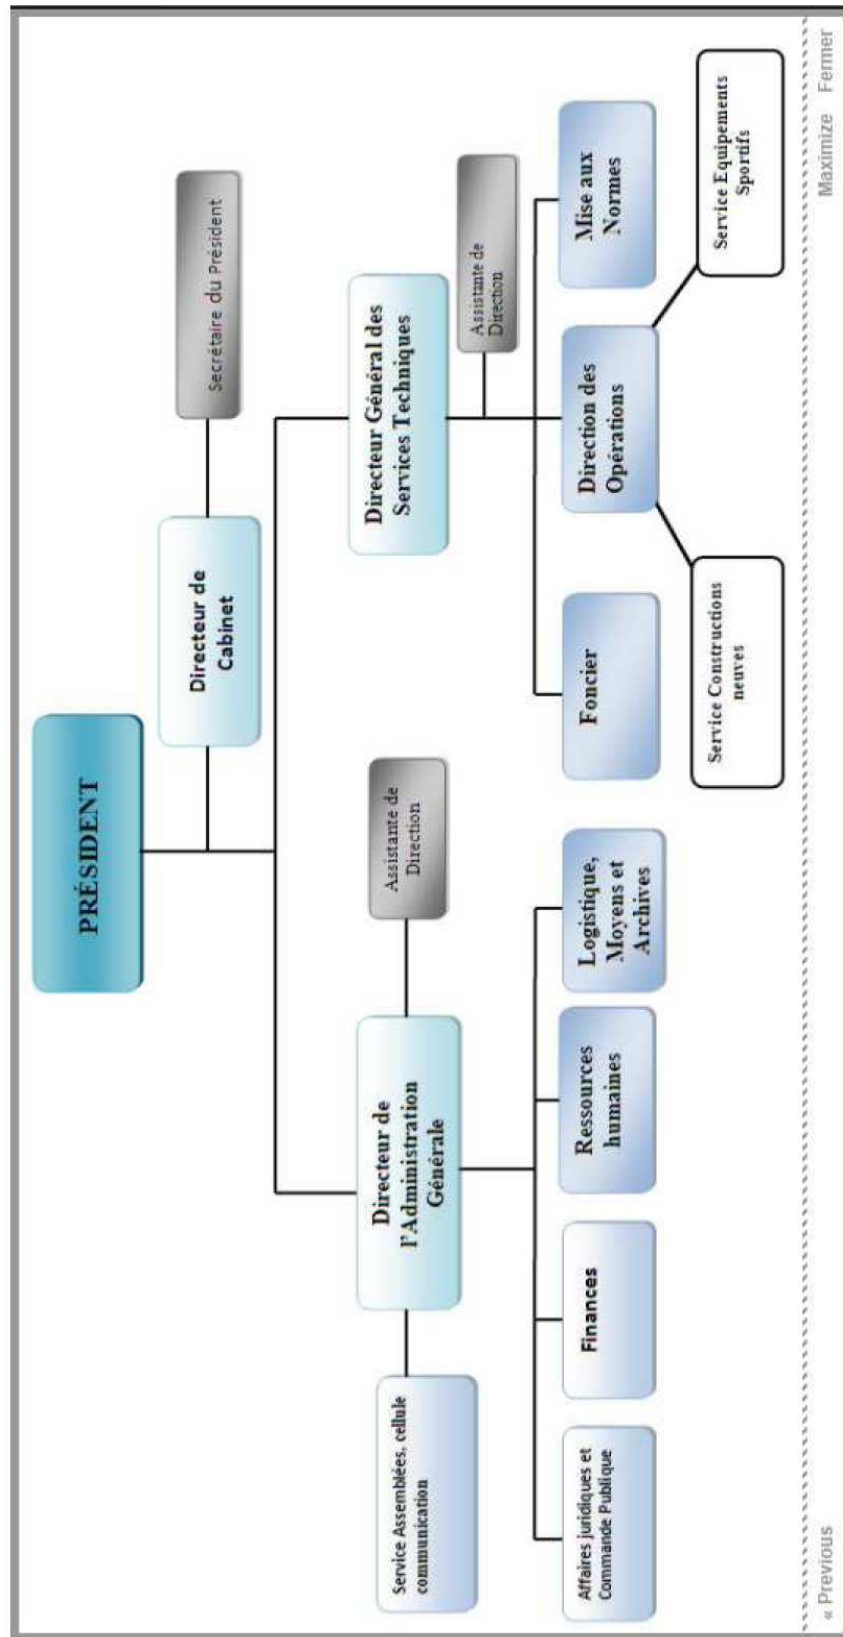 PRÉSIDENT
Directeur de
Cabinet
Secrétaire du Président
Directeur de
l'Administration
Générale
Assistante de
Direction
Service Assemblées, cellule
communication
Directeur Général des
Services Techniques
Assistante de
Direction
Affaires juridiques et
Commande Publique
Finances
Ressources
humaines
Logistique,
Moyens et
Archives
Foncier
Direction des
Opérations
Mise aux
Normes
Service Constructions
neuves
Service Equipements
Sportifs
« Previous
Maximize
Fermer